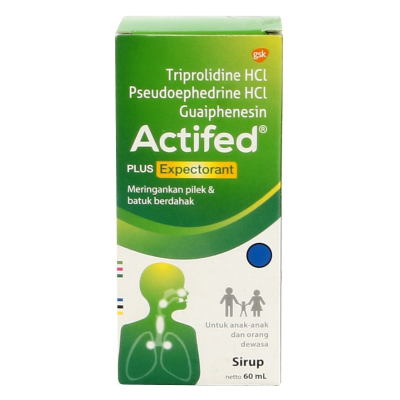 gsk
Triprolidine HCl
Pseudoephedrine HCl
Guaiphenesin
Actifed®
PLUS Expectorant
Meringankan pilek &
batuk berdahak
Untuk anak-anak
dan orang
dewasa
Sirup
netto 60 mL